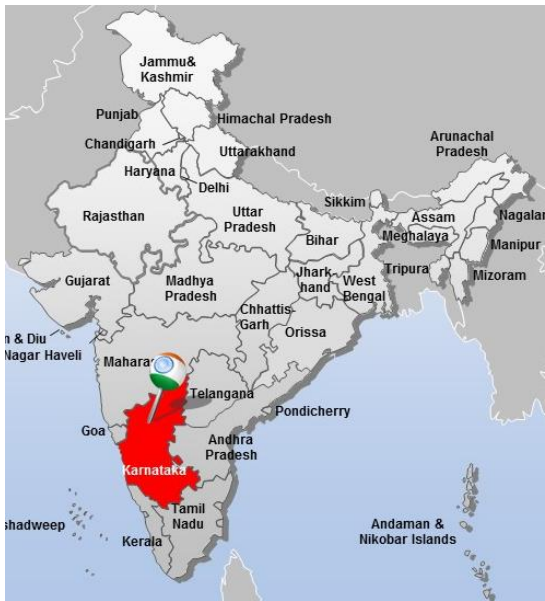 Jammu&
Kashmir
Punjab
Himachal Pradesh
Chandigarh
Uttarakhand
Arunachal
Pradesh
Haryana
Delhi
Sikkim
Rajasthan
Uttar
Pradesh
Assam
Nagalan
Bihar
Meghalaya
Manipur
Gujarat
Madhya
Pradesh
Jhark
hand
West
Bengal
Tripura
Mizoram
Chhattis-
Garh
Orissa
n & Diu
Nagar Haveli
Maharas
Telangana
Pondicherry
Goa
Andhra
Pradesh
Karnataka
Tamil
Nadu
shadweep
Kerala
Andaman &
Nikobar Islands